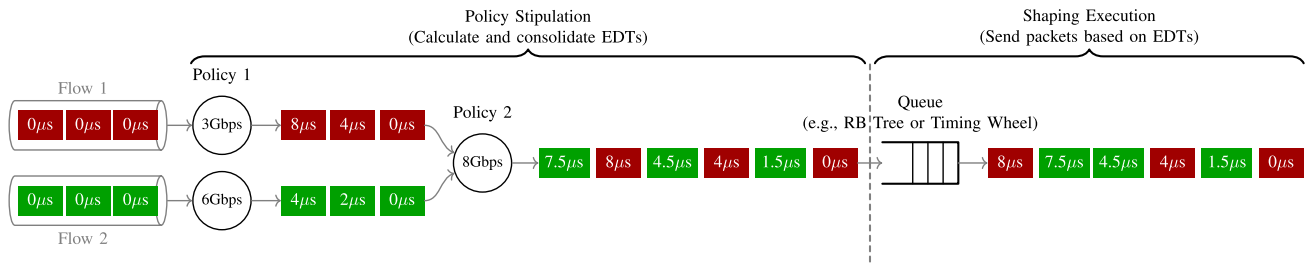 Policy Stipulation
(Calculate and consolidate EDTs)
Shaping Execution
(Send packets based on EDTs)
Policy 1
Flow 1
0μs 0μs 0μs
3Gbps
8μs 4μs 0μs
Policy 2
8Gbps
7.5μs 8μs 4.5μs 4μs 1.5μs 0μs
Queue
(e.g., RB Tree or Timing Wheel)
8μs 7.5μs 4.5μs 4μs 1.5μs 0μs
0μs 0μs 0μs
6Gbps
4μs 2μs 0μs
Flow 2